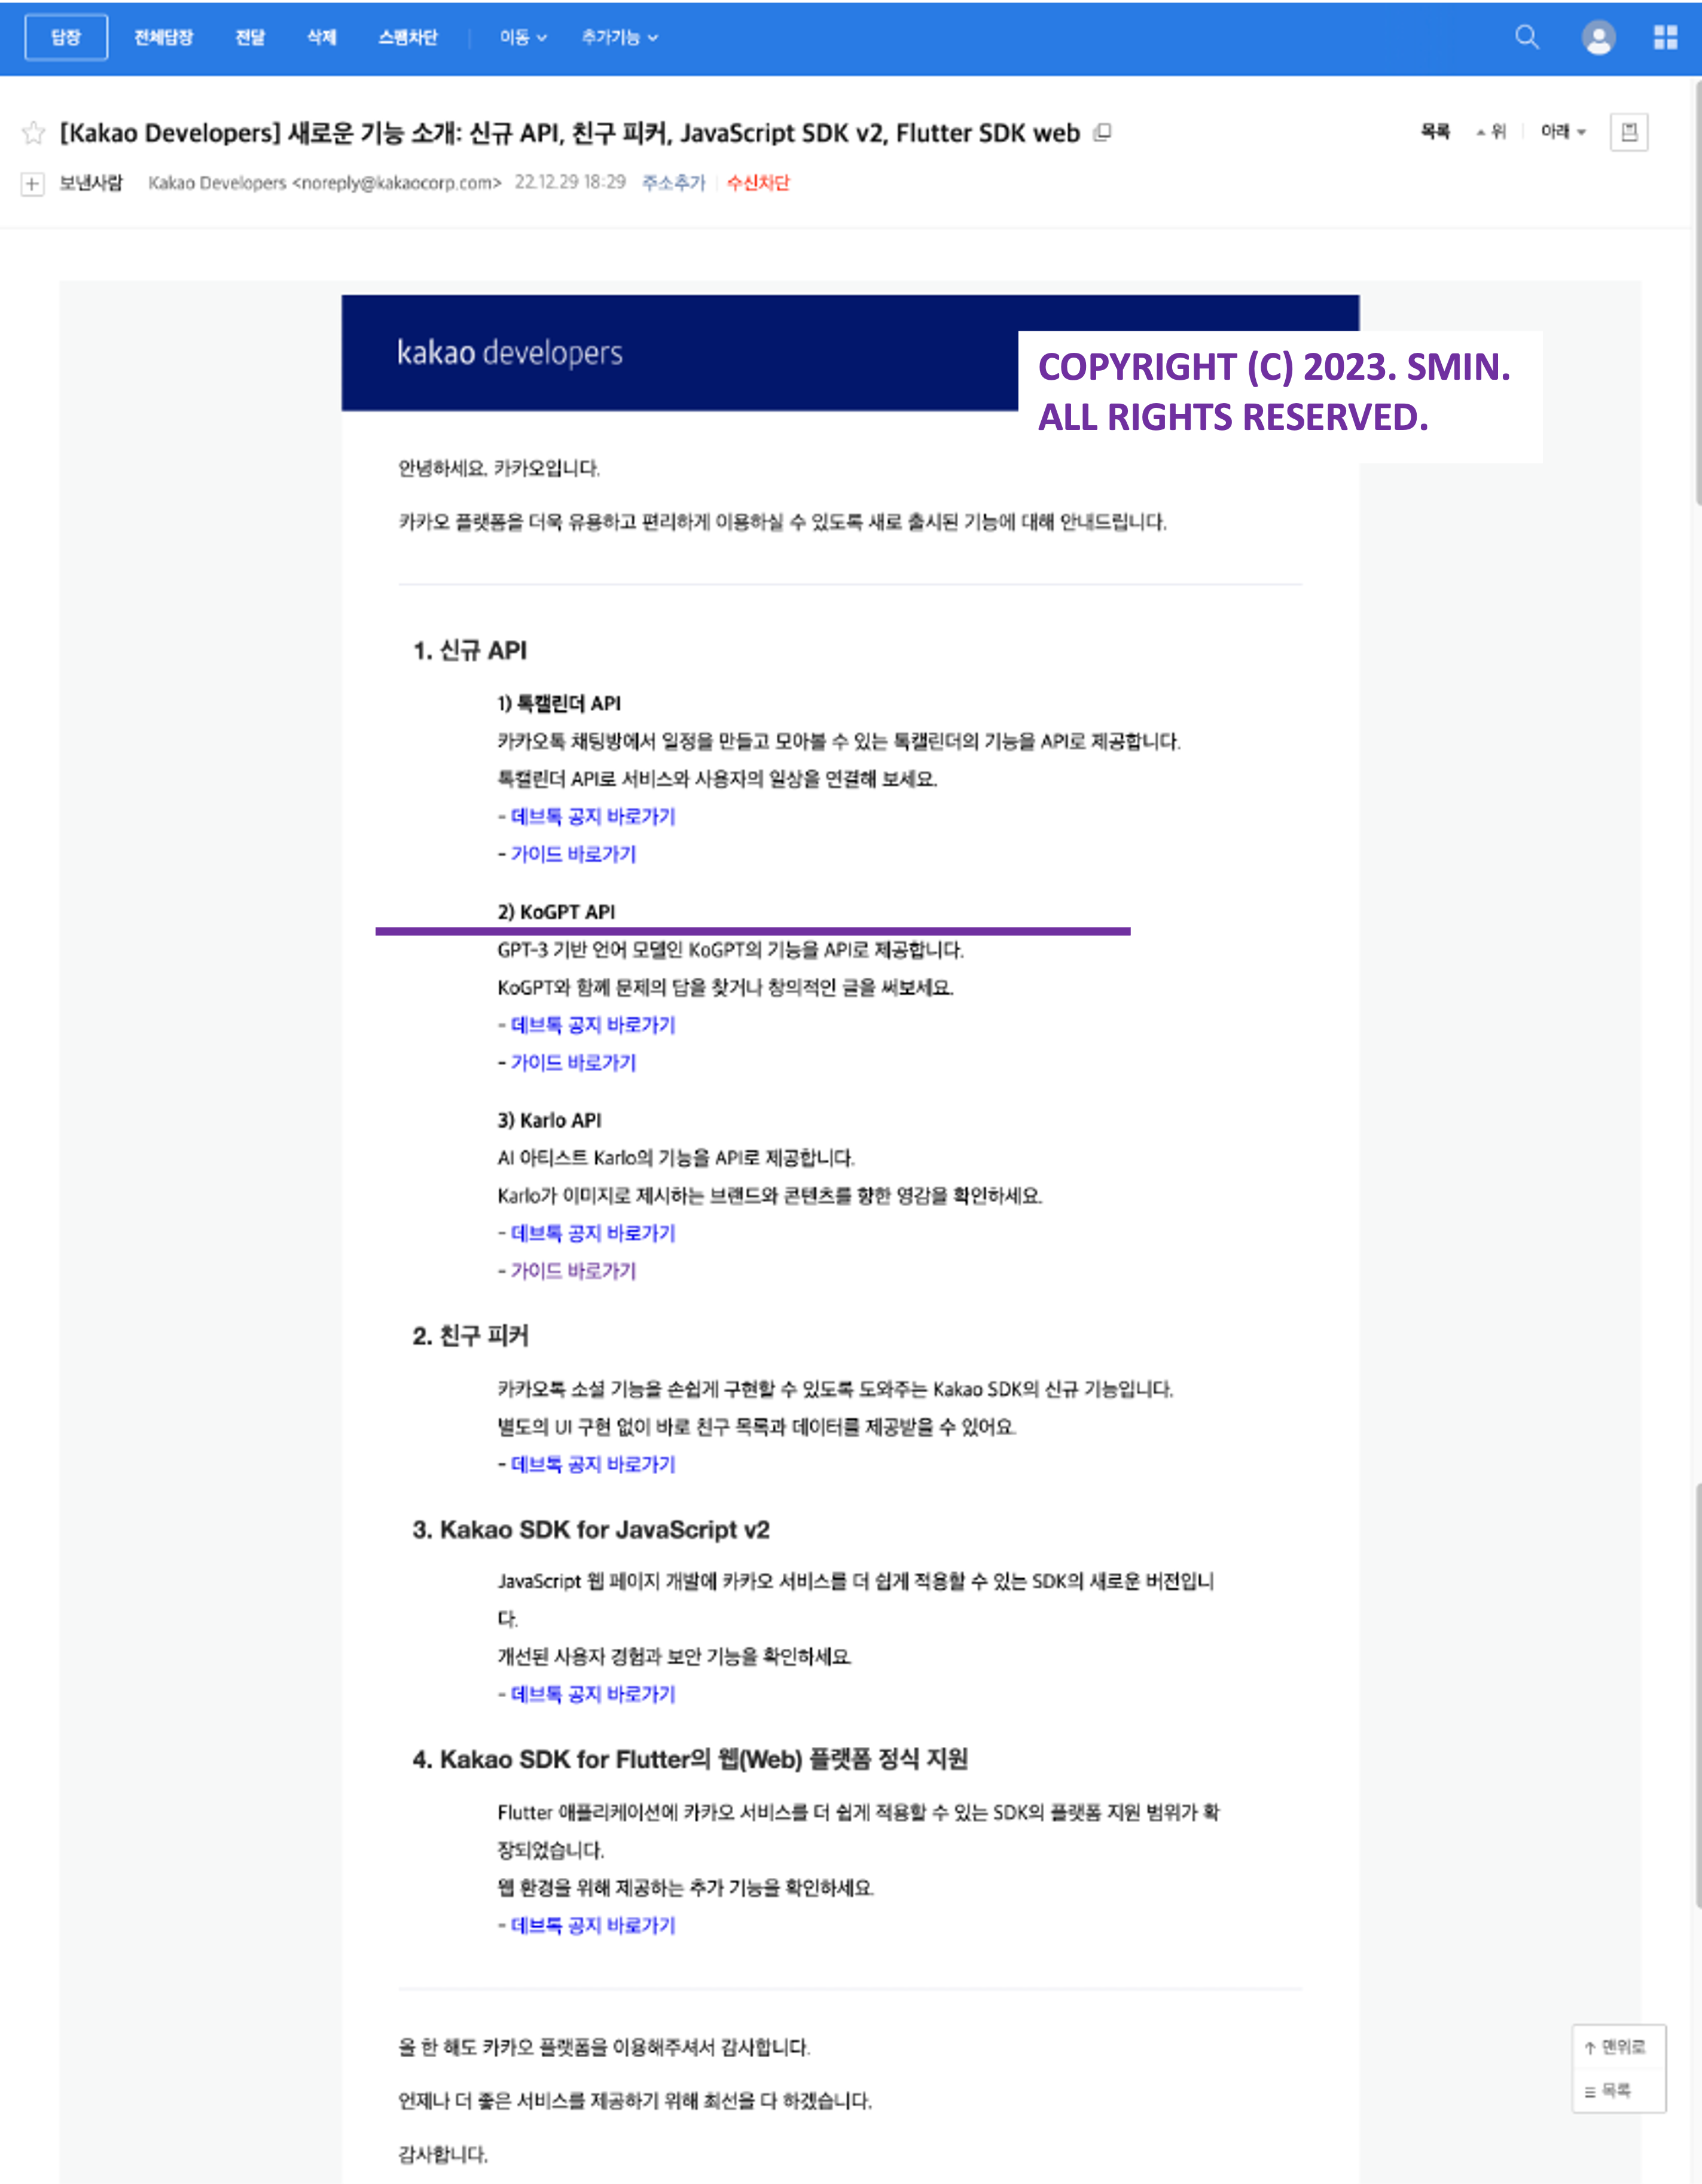 답장 전체답장 전달 삭제 스팸차단 이동 추가기능
[Kakao Developers] 새로운 기능 소개: 신규 API, 친구 피커, JavaScript SDK v2, Flutter SDK web
목록 위 아래
보낸사람 Kakao Developers <noreply@kakaocorp.com> 22.12.29 18:29 주소추가 수신차단
kakao developers
COPYRIGHT (C) 2023. SMIN.
ALL RIGHTS RESERVED.
안녕하세요. 카카오입니다.
카카오 플랫폼을 더욱 유용하고 편리하게 이용하실 수 있도록 새로 출시된 기능에 대해 안내드립니다.
1. 신규 API
1) 톡캘린더 API
카카오톡 채팅방에서 일정을 만들고 모아볼 수 있는 톡캘린더의 기능을 API로 제공합니다.
톡캘린더 API로 서비스와 사용자의 일상을 연결해 보세요.
- 데브톡 공지 바로가기
- 가이드 바로가기
2) KoGPT API
GPT-3 기반 언어 모델인 KoGPT의 기능을 API로 제공합니다.
KoGPT와 함께 문제의 답을 찾거나 창의적인 글을 써보세요.
- 데브톡 공지 바로가기
- 가이드 바로가기
3) Karlo API
AI 아티스트 Karlo의 기능을 API로 제공합니다.
Karlo가 이미지로 제시하는 브랜드와 콘텐츠를 향한 영감을 확인하세요.
- 데브톡 공지 바로가기
- 가이드 바로가기
2. 친구 피커
카카오톡 소셜 기능을 손쉽게 구현할 수 있도록 도와주는 Kakao SDK의 신규 기능입니다.
별도의 UI 구현 없이 바로 친구 목록과 데이터를 제공받을 수 있어요.
- 데브톡 공지 바로가기
3. Kakao SDK for JavaScript v2
JavaScript 웹 페이지 개발에 카카오 서비스를 더 쉽게 적용할 수 있는 SDK의 새로운 버전입니
다.
개선된 사용자 경험과 보안 기능을 확인하세요.
- 데브톡 공지 바로가기
4. Kakao SDK for Flutter의 웹(Web) 플랫폼 정식 지원
Flutter 애플리케이션에 카카오 서비스를 더 쉽게 적용할 수 있는 SDK의 플랫폼 지원 범위가 확
장되었습니다.
웹 환경을 위해 제공하는 추가 기능을 확인하세요.
- 데브톡 공지 바로가기
올 한 해도 카카오 플랫폼을 이용해주셔서 감사합니다.
맨위로
목록
언제나 더 좋은 서비스를 제공하기 위해 최선을 다 하겠습니다.
감사합니다.